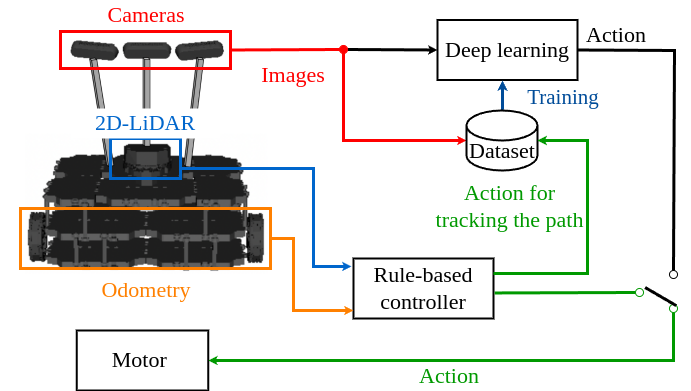 Cameras
Deep learning
Action
Images
Training
2D-LiDAR
Dataset
Action for
tracking the path
Rule-based
controller
Odometry
Motor
Action